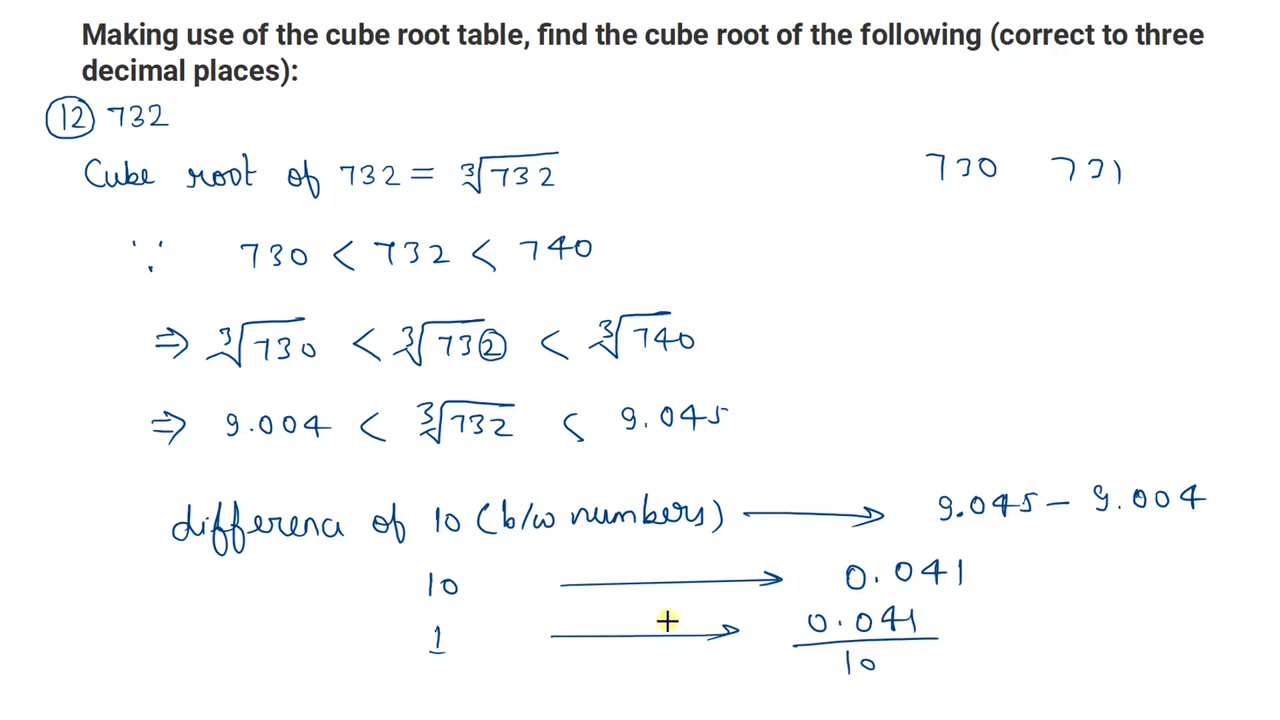 Making use of the cube root table, find the cube root of the following (correct to three
decimal places):
12 732
Cube root of 732 = ∛732
730 731
∵ 730 < 732 < 740
⇒ ∛730 < ∛732 < ∛740
⇒ 9.004 < ∛732 < 9.045
differenc of 10 (b/w numbers) ⟶ 9.045 - 9.004
10 ⟶ 0.041
1 ⟶ 0.041
10